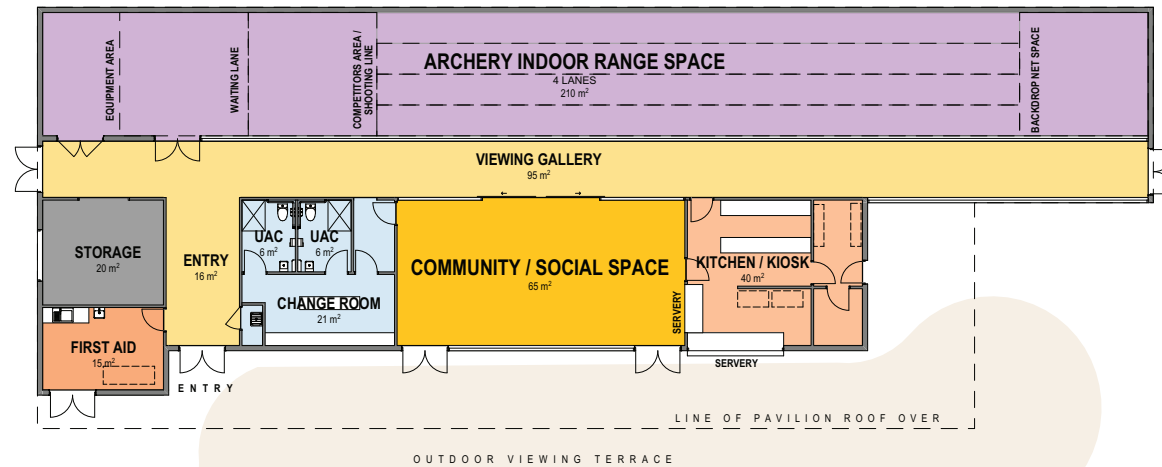 EQUIPMENT AREA
WAITING LANE
COMPETITORS AREA /
SHOOTING LINE
ARCHERY INDOOR RANGE SPACE
4 LANES
210 m²
BACKDROP NET SPACE
VIEWING GALLERY
95 m²
STORAGE
20 m²
ENTRY
16 m²
UAC
6 m²
UAC
6 m²
CHANGE ROOM
21 m²
COMMUNITY / SOCIAL SPACE
65 m²
SERVERY
KITCHEN / KIOSK
40 m²
FIRST AID
15 m²
ENTRY
SERVERY
LINE OF PAVILION ROOF OVER
OUTDOOR VIEWING TERRACE